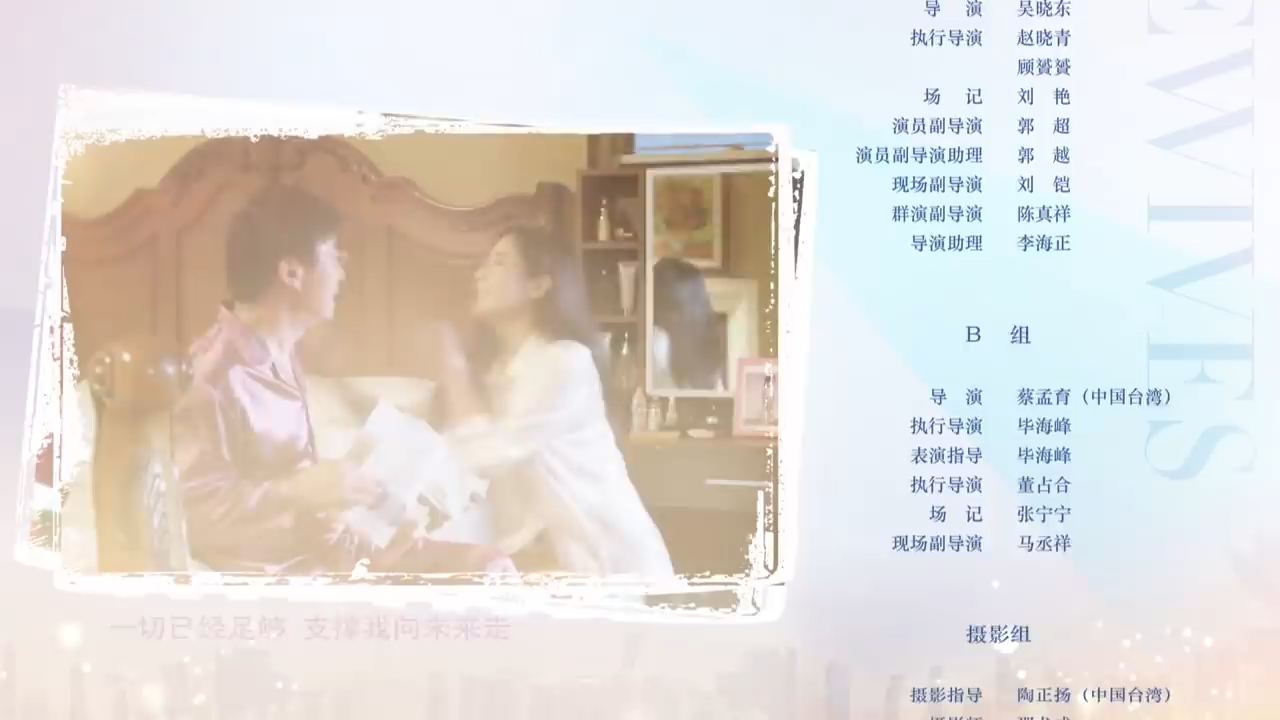 导 演 吴晓东
执行导演 赵晓青
顾赟赟
场 记 刘 艳
演员副导演 郭 超
演员副导演助理 郭 越
现场副导演 刘 铠
群演副导演 陈真祥
导演助理 李海正
B 组
导 演 蔡孟育（中国台湾）
执行导演 毕海峰
表演指导 毕海峰
执行导演 董占合
场 记 张宁宁
现场副导演 马丞祥
摄影组
摄影指导 陶正扬（中国台湾）
一切已经足够 支撑我向未来走
EWIVES